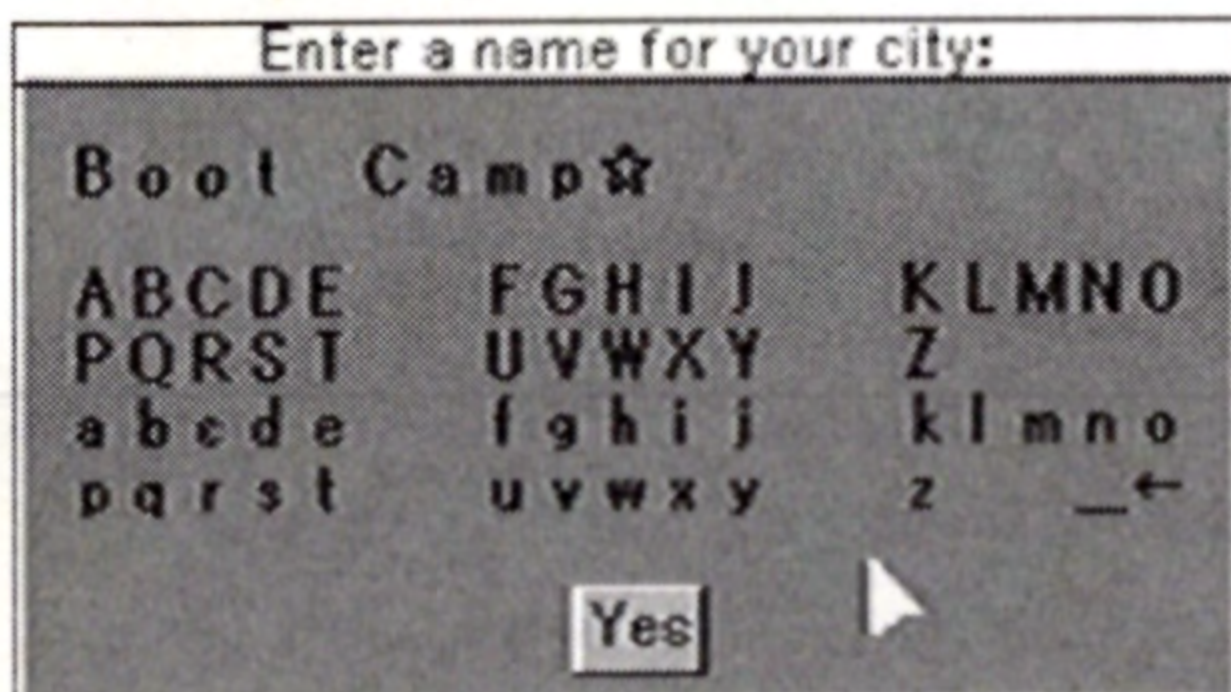 Enter a name for your city:
Boot Camp☆
ABCDE FGHIJ KLMNO
PQRST UVWXY Z
abcde fghij klmno
pqrst uvwxy z _←
Yes